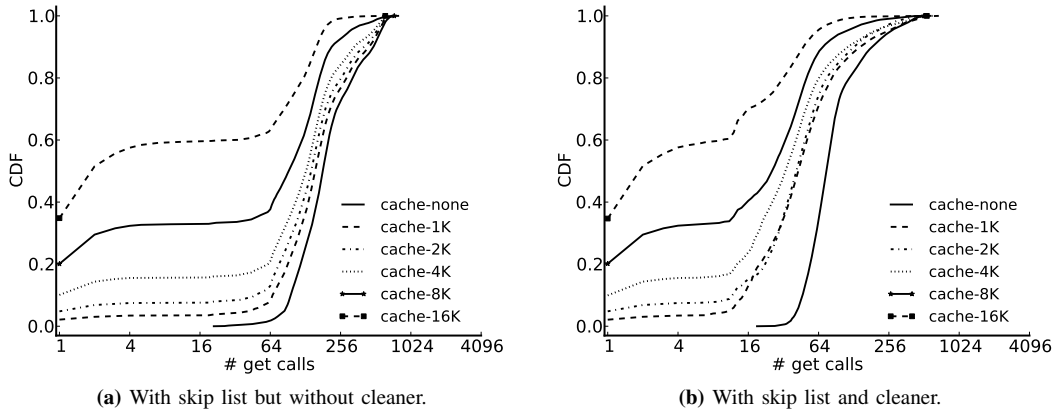 1.0
0.8
0.6
0.4
0.2
0.0
CDF
1 4 16 64 256 1024 4096
# get calls
cache-none
cache-1K
cache-2K
cache-4K
cache-8K
cache-16K
(a) With skip list but without cleaner.
1.0
0.8
0.6
0.4
0.2
0.0
CDF
1 4 16 64 256 1024 4096
# get calls
cache-none
cache-1K
cache-2K
cache-4K
cache-8K
cache-16K
(b) With skip list and cleaner.